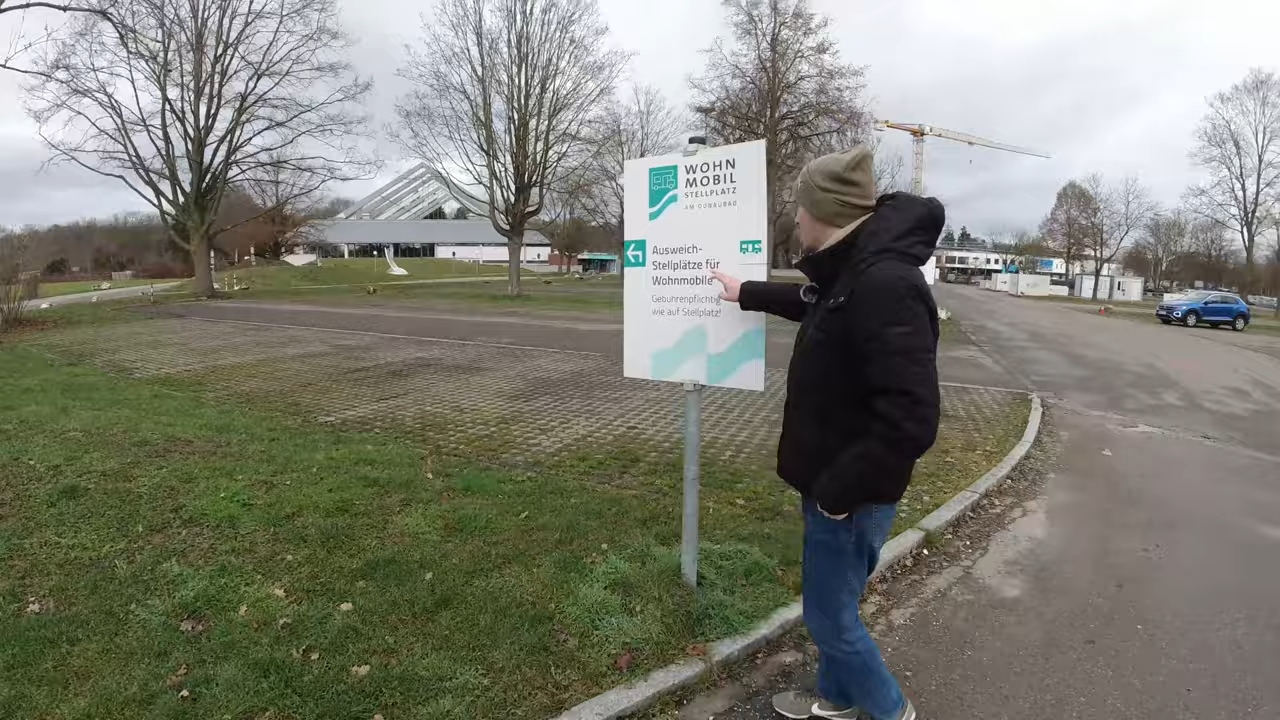 WOHN
MOBIL
STELLPLATZ
AM DONAUBAD
Ausweich-
Stellplätze für
Wohnmobile
Gebührenpflichtig
wie auf Stellplatz!